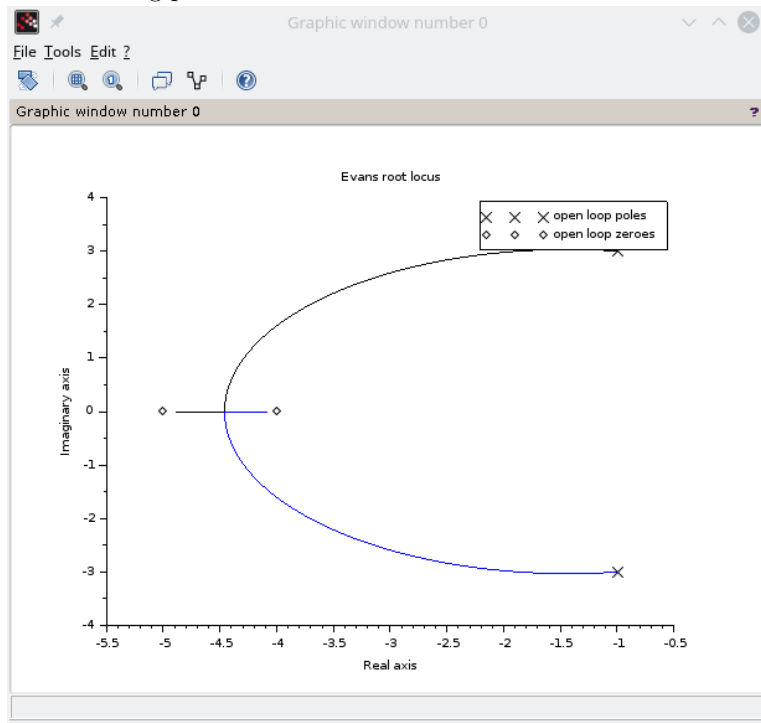 Graphic window number 0
File Tools Edit ?
Graphic window number 0 ?
Evans root locus
open loop poles
open loop zeroes
4
3
2
1
0
-1
-2
-3
-4
Imaginary axis
-5.5 -5 -4.5 -4 -3.5 -3 -2.5 -2 -1.5 -1 -0.5
Real axis